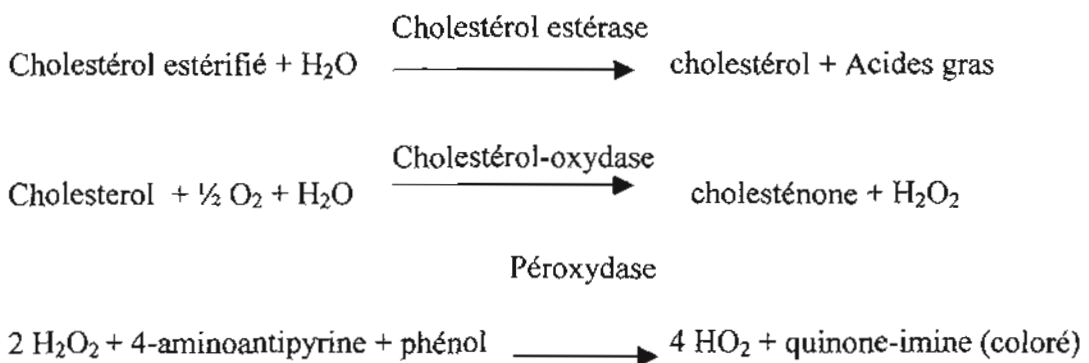 Cholestérol estérase
Cholestérol estérifié + H₂O ⟶ cholestérol + Acides gras
Cholestérol-oxydase
Cholesterol + ½ O₂ + H₂O ⟶ cholesténone + H₂O₂
Péroxydase
2 H₂O₂ + 4-aminoantipyrine + phénol ⟶ 4 HO₂ + quinone-imine (coloré)